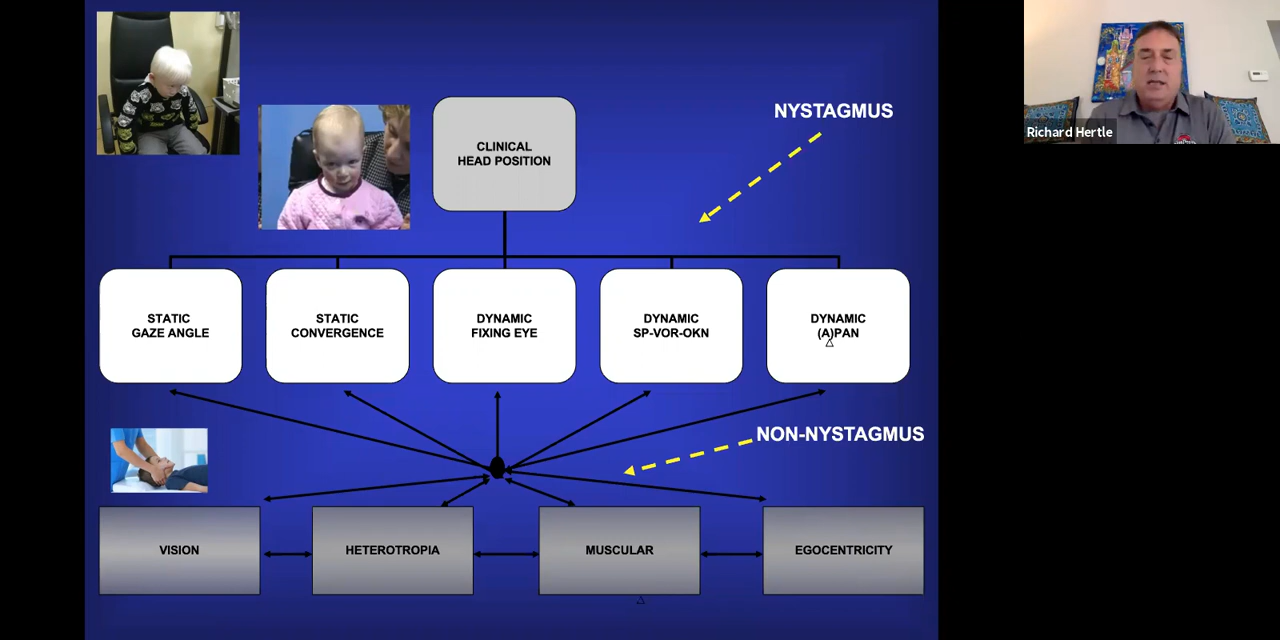 Richard Hertle
NYSTAGMUS
CLINICAL
HEAD POSITION
STATIC
GAZE ANGLE
STATIC
CONVERGENCE
DYNAMIC
FIXING EYE
DYNAMIC
SP-VOR-OKN
DYNAMIC
(A)PAN
NON-NYSTAGMUS
VISION
HETEROTROPIA
MUSCULAR
EGOCENTRICITY